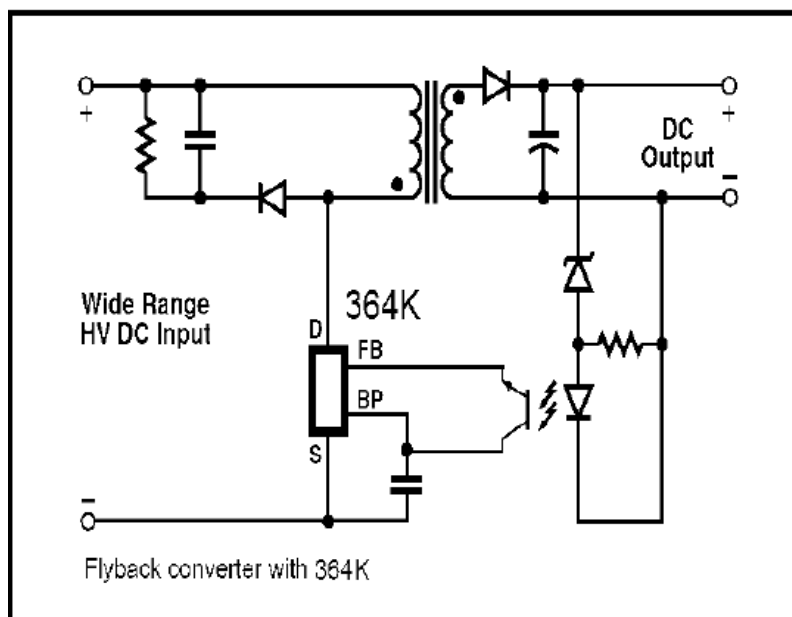 +
+
DC
Output
−
Wide Range
HV DC Input
364K
D
FB
BP
S
−
Flyback converter with 364K